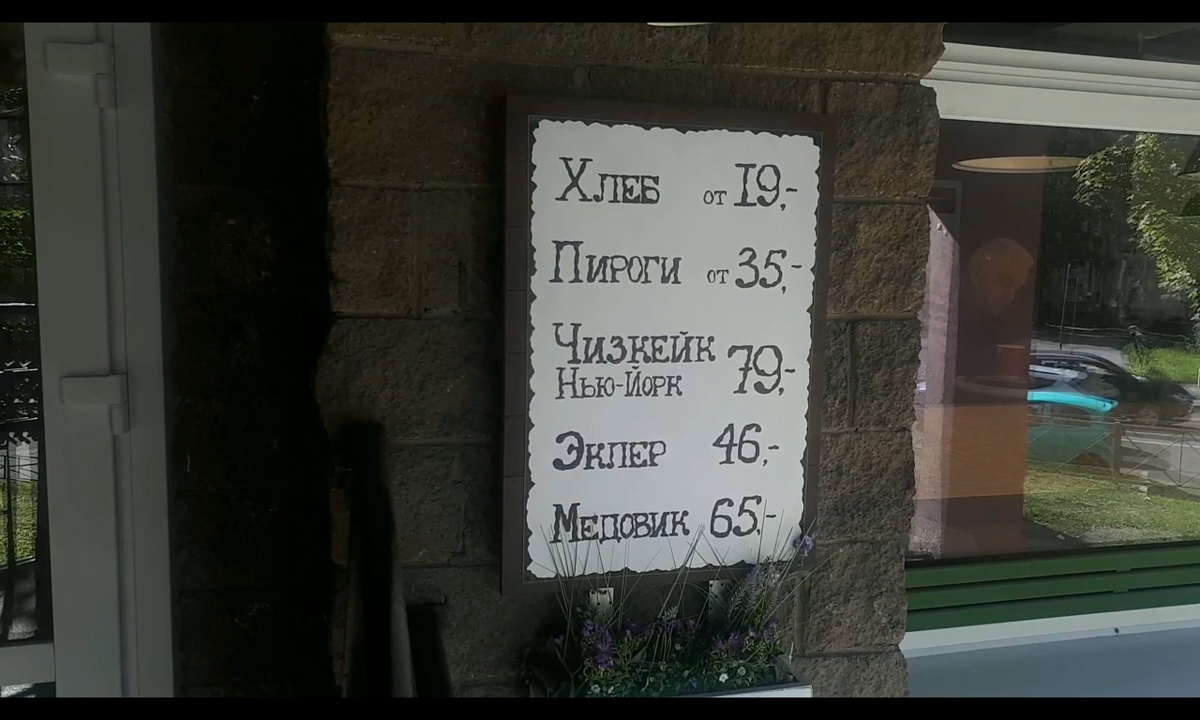 Хлеб от 19,-
Пироги от 35,-
Чизкейк 79,-
Нью-Йорк
Эклер 46,-
Медовик 65,-